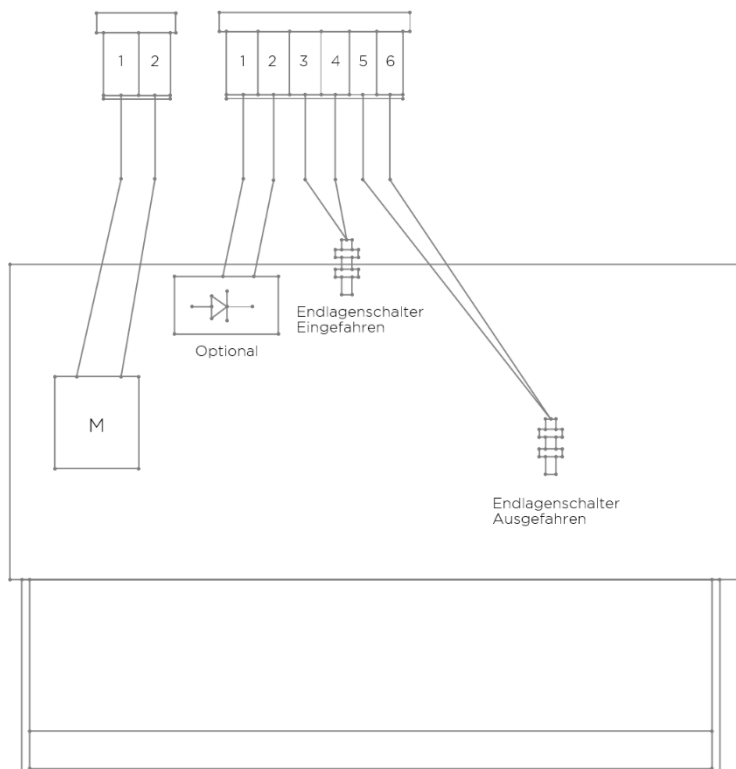 1 2
1 2 3 4 5 6
Endlagenschalter
Eingefahren
Optional
M
Endlagenschalter
Ausgefahren